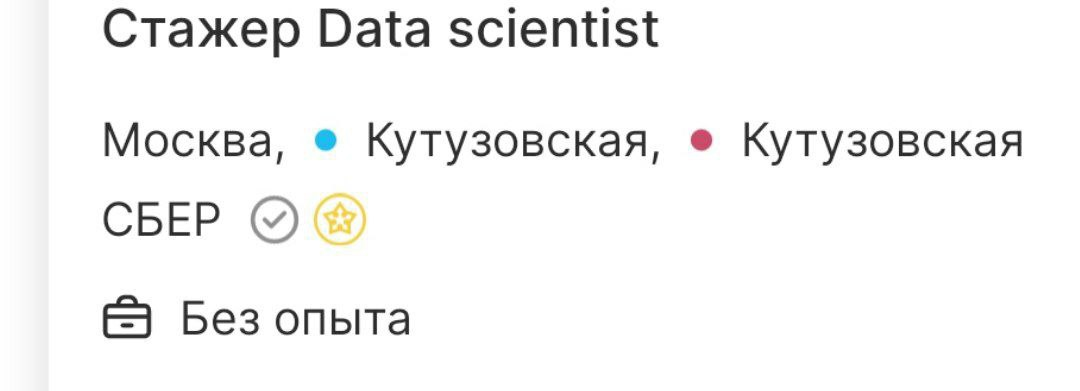 Стажер Data scientist
Москва, Кутузовская, Кутузовская
СБЕР
Без опыта